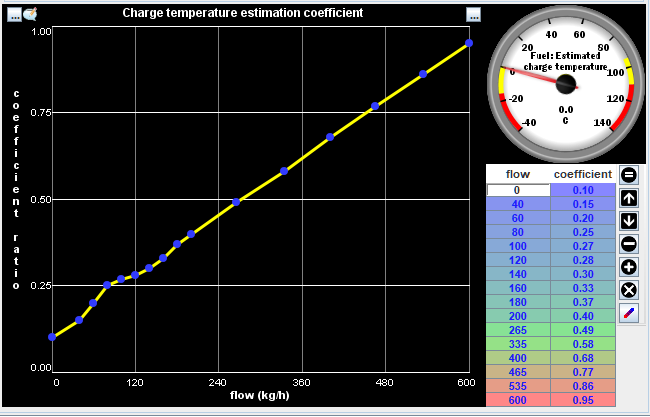 ...
Charge temperature estimation coefficient
...
1.00
0.75
0.50
0.25
0.00
coefficient ratio
0 120 240 360 480 600
flow (kg/h)
-40 -20 0 20 40 60 80 100 120 140
Fuel: Estimated
charge temperature
0.0
C
flow coefficient
0 0.10
40 0.15
60 0.20
80 0.25
100 0.27
120 0.28
140 0.30
160 0.33
180 0.37
200 0.40
265 0.49
335 0.58
400 0.68
465 0.77
535 0.86
600 0.95